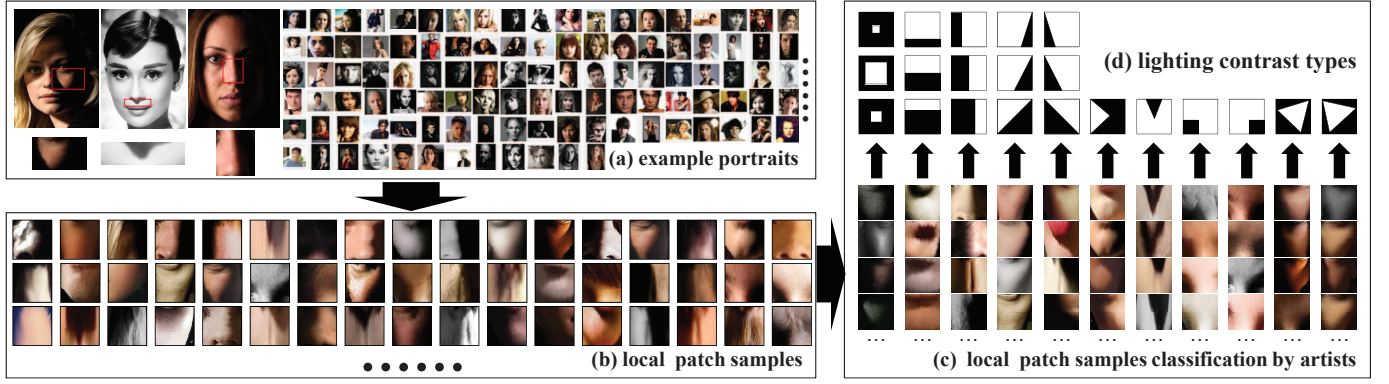 (a) example portraits
(b) local patch samples
(d) lighting contrast types
... ... ... ... ... ... ... ... ... ... ...
(c) local patch samples classification by artists